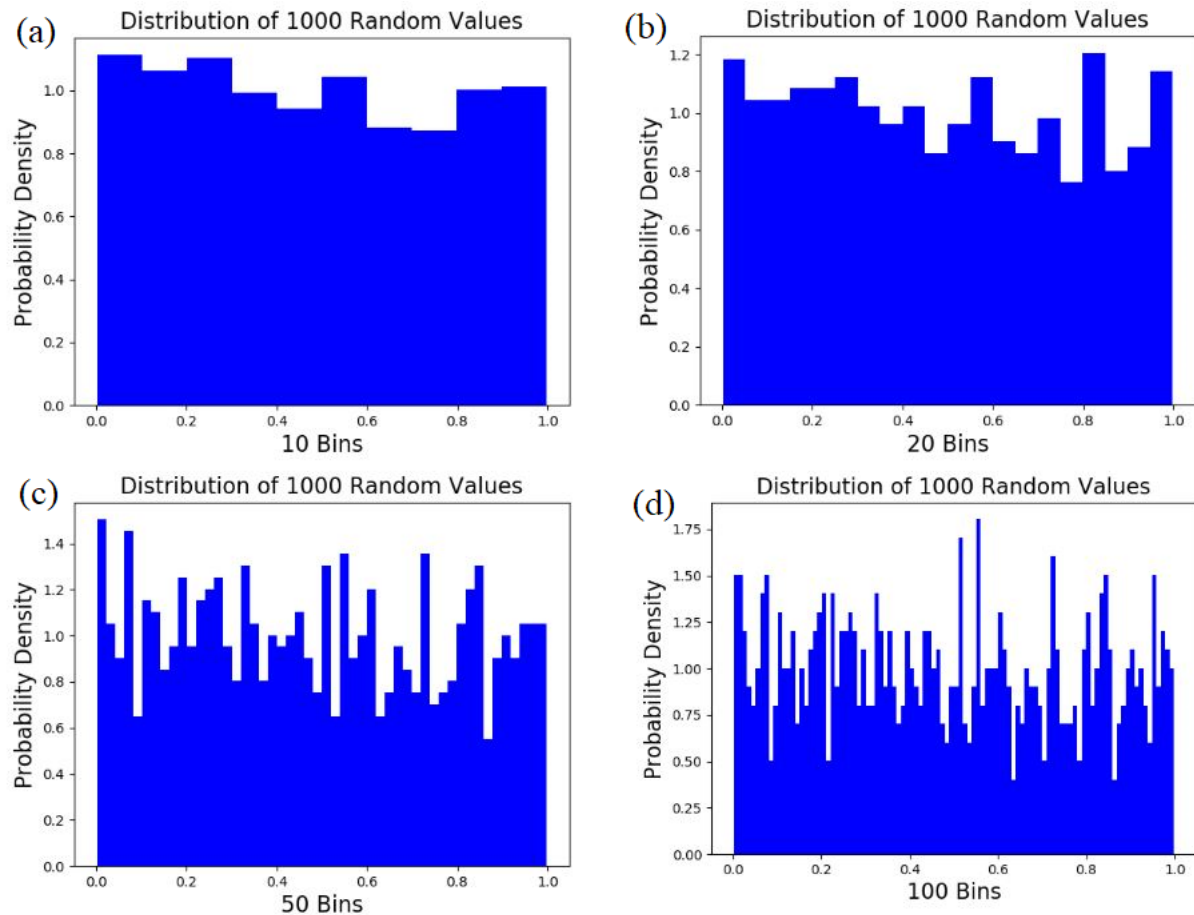 (a)
Distribution of 1000 Random Values
Probability Density
1.0
0.8
0.6
0.4
0.2
0.0
0.0 0.2 0.4 0.6 0.8 1.0
10 Bins
(b)
Distribution of 1000 Random Values
Probability Density
1.2
1.0
0.8
0.6
0.4
0.2
0.0
0.0 0.2 0.4 0.6 0.8 1.0
20 Bins
(c)
Distribution of 1000 Random Values
Probability Density
1.4
1.2
1.0
0.8
0.6
0.4
0.2
0.0
0.0 0.2 0.4 0.6 0.8 1.0
50 Bins
(d)
Distribution of 1000 Random Values
Probability Density
1.75
1.50
1.25
1.00
0.75
0.50
0.25
0.00
0.0 0.2 0.4 0.6 0.8 1.0
100 Bins